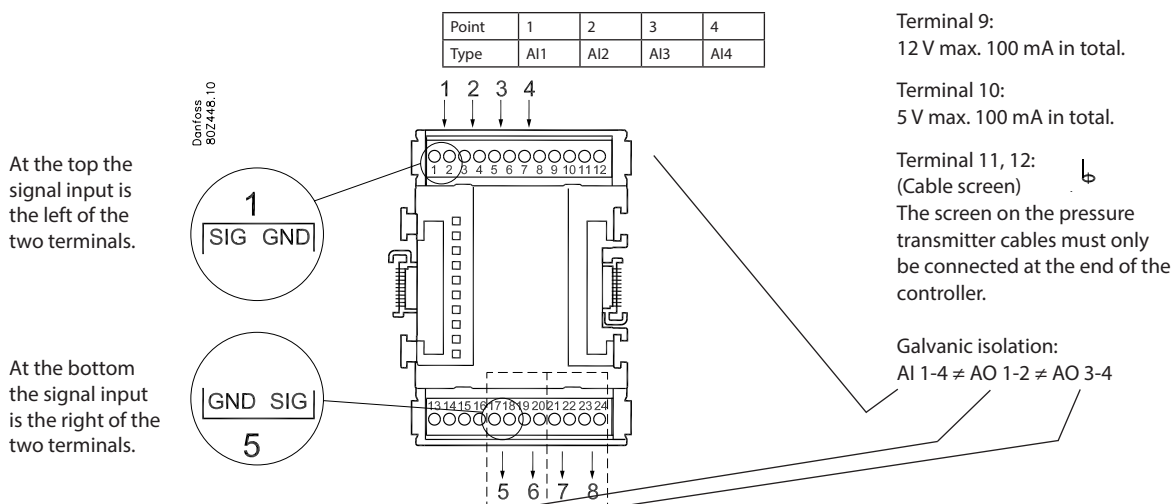 Point 1 2 3 4
Type AI1 AI2 AI3 AI4
1 2 3 4
Danfoss
80Z448.10
At the top the
signal input is
the left of the
two terminals.
1
SIG GND
1 2 3 4 5 6 7 8 9 10 11 12
At the bottom
the signal input
is the right of the
two terminals.
GND SIG
5
13 14 15 16 17 18 19 20 21 22 23 24
5 6 7 8
Terminal 9:
12 V max. 100 mA in total.
Terminal 10:
5 V max. 100 mA in total.
Terminal 11, 12:
(Cable screen)
The screen on the pressure
transmitter cables must only
be connected at the end of the
controller.
Galvanic isolation:
AI 1-4 ≠ AO 1-2 ≠ AO 3-4